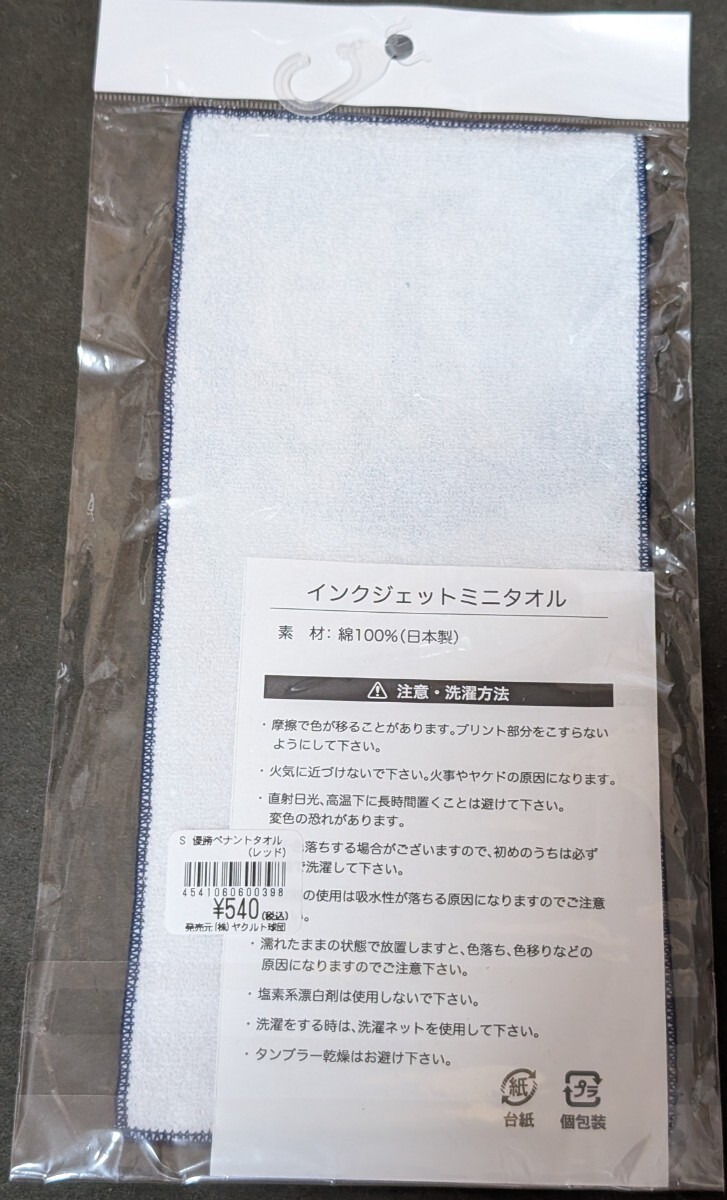 インクジェットミニタオル
素 材：綿100％（日本製）
注意・洗濯方法
・摩擦で色が移ることがあります。プリント部分をこすらない
ようにして下さい。
・火気に近づけないで下さい。火事やヤケドの原因になります。
・直射日光、高温下に長時間置くことは避けて下さい。
変色の恐れがあります。
落ちする場合がございますので、初めのうちは必ず
で洗濯して下さい。
の使用は吸水性が落ちる原因になりますのでご注意
い。
・濡れたままの状態で放置しますと、色落ち、色移りなどの
原因になりますのでご注意下さい。
・塩素系漂白剤は使用しないで下さい。
・洗濯をする時は、洗濯ネットを使用して下さい。
・タンブラー乾燥はお避け下さい。
S 優勝ペナントタオル
（レッド）
4541060600398
¥540（税込）
発売元（株）ヤクルト球団
紙
台紙
プラ
個包装